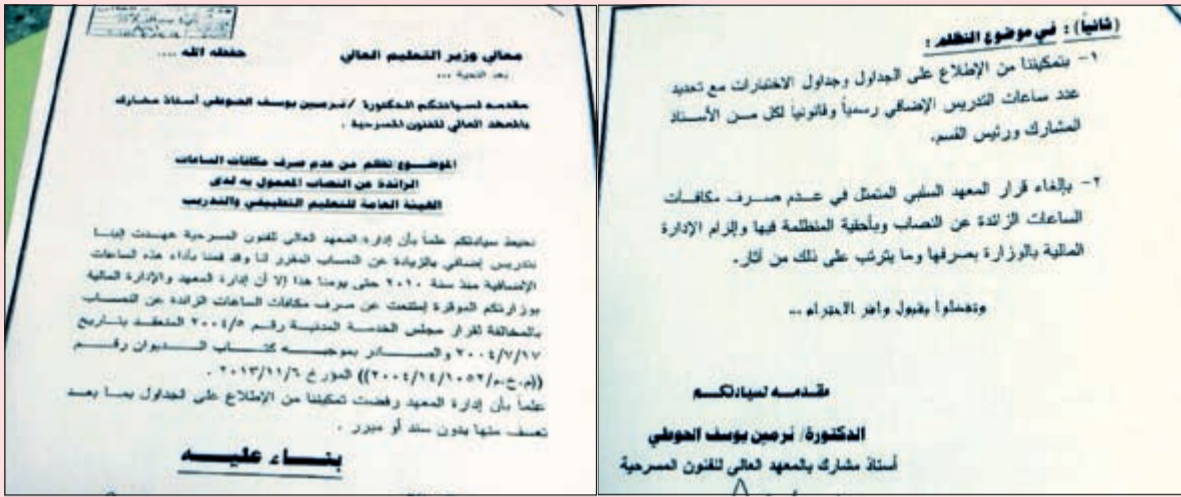 معالي وزير التعليم العالي حفظه الله ....
بعد التحية ...
مقدمه لسيادتكم الدكتورة / نرمين يوسف الحوطي أستاذ مشارك
بالمعهد العالي للفنون المسرحية .
الموضوع تظلم من عدم صرف مكافآت الساعات
الزائدة عن النصاب المعمول به لدى
الهيئة العامة للتعليم التطبيقي والتدريب
نحيط سيادتكم علماً بأن إدارة المعهد العالي للفنون المسرحية عهدت إلينا
بتدريس إضافي بالزيادة عن النصاب المقرر لنا وقد قمنا بأداء هذه الساعات
الإضافية منذ سنة ٢٠١٠ حتى يومنا هذا إلا أن إدارة المعهد والإدارة المالية
بوزارتكم الموقرة إمتنعت عن صرف مكافآت الساعات الزائدة عن النصاب
بالمخالفة لقرار مجلس الخدمة المدنية رقم ٢٠٠٤/٥ المنعقد بتاريخ
٢٠٠٤/٧/١٧ والصادر بموجبه كتاب الديوان رقم
((م.خ.م/٢٠٠٤/١٤/١٠٥٢)) المؤرخ ٢٠١٣/١١/٦ .
علماً بأن إدارة المعهد رفضت تمكيننا من الإطلاع على الجداول بما يعد
تعسف منها بدون سند أو مبرر .
بناء عليه
(ثانياً) : في موضوع التظلم :
١- بتمكيننا من الإطلاع على الجداول وجداول الاختبارات مع تحديد
عدد ساعات التدريس الإضافي رسمياً وقانونياً لكل من الأستاذ
المشارك ورئيس القسم.
٢- بإلغاء قرار المعهد السلبي المتمثل في عدم صرف مكافآت
الساعات الزائدة عن النصاب وبأحقية المتظلمة فيها وإلزام الإدارة
المالية بالوزارة بصرفها وما يترتب على ذلك من أثار.
وتفضلوا بقبول وافر الاحترام ..
مقدمه لسيادتكم
الدكتورة/ نرمين يوسف الحوطي
أستاذ مشارك بالمعهد العالي للفنون المسرحية